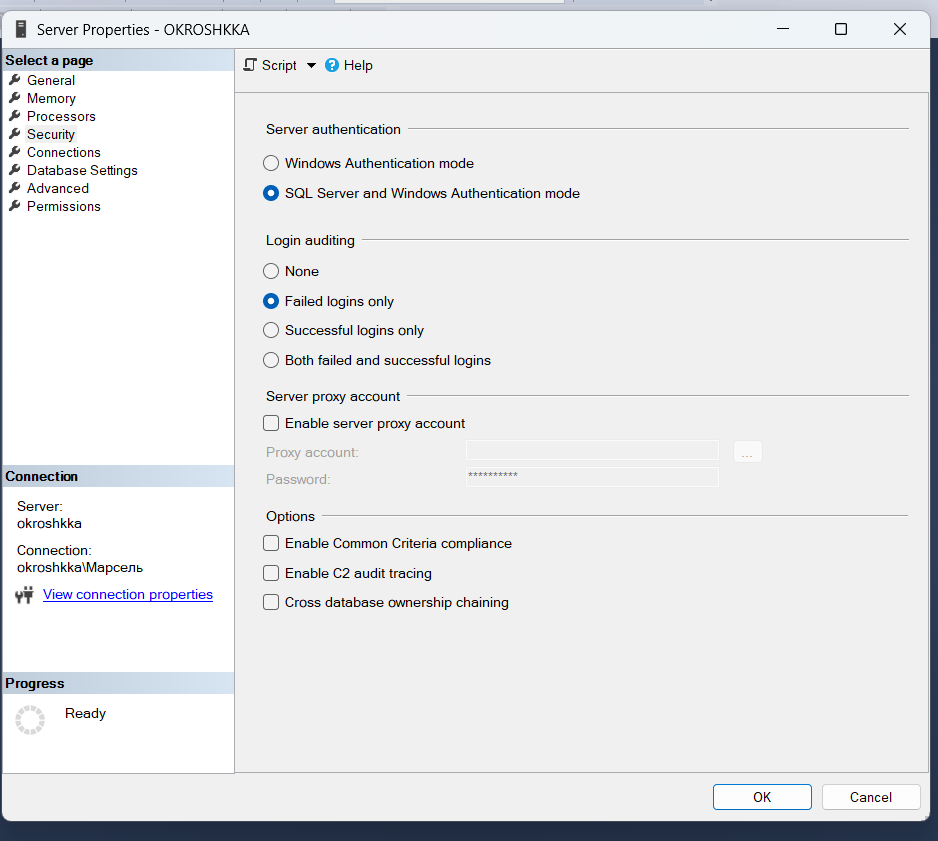 Server Properties - OKROSHKKA
Select a page
General
Memory
Processors
Security
Connections
Database Settings
Advanced
Permissions
Connection
Server:
okroshkka
Connection:
okroshkka\Марсель
View connection properties
Progress
Ready
Script
Help
Server authentication
Windows Authentication mode
SQL Server and Windows Authentication mode
Login auditing
None
Failed logins only
Successful logins only
Both failed and successful logins
Server proxy account
Enable server proxy account
Proxy account:
...
Password:
**********
Options
Enable Common Criteria compliance
Enable C2 audit tracing
Cross database ownership chaining
OK
Cancel